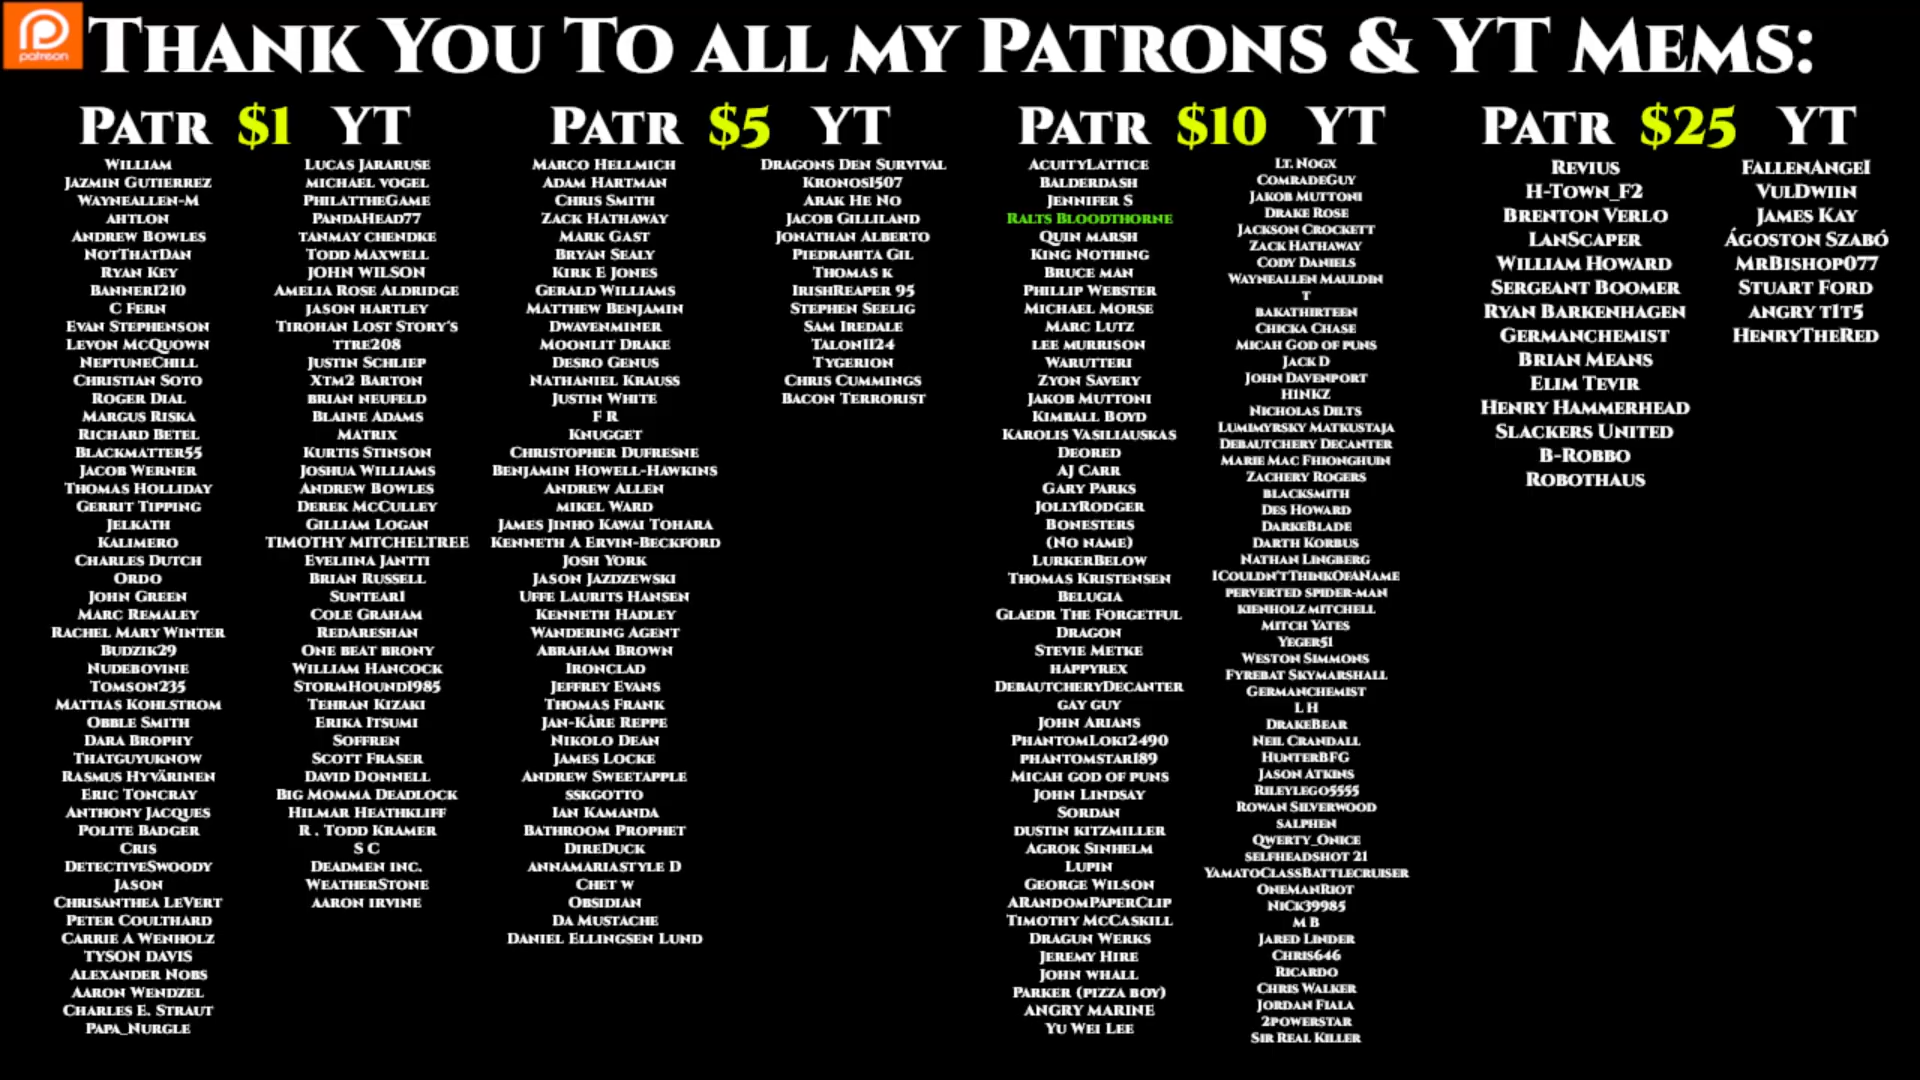 patreon
Thank You To all my Patrons & YT Mems:
Patr $1 YT
William
Jazmin Gutierrez
Wayneallen-M
ahtlon
Andrew Bowles
NotThatDan
Ryan Key
Banner1210
C Fern
Evan Stephenson
Levon McQuown
NeptuneChill
Christian Soto
Roger Dial
Margus Riska
Richard Betel
Blackmatter55
Jacob Werner
Thomas Holliday
Gerrit Tipping
Jelkath
Kalimero
Charles Dutch
Ordo
John Green
Marc Remaley
Rachel Mary Winter
Budzik29
Nudebovine
Tomson235
Mattias Kohlstrom
Obble Smith
Dara Brophy
Thatguyuknow
Rasmus Hyvärinen
Eric Toncray
Anthony Jacques
Polite Badger
Cris
DetectiveSwoody
Jason
Chrisanthea LeVert
Peter Coulthard
Carrie A Wenholz
TYSON DAVIS
Alexander Nobs
Aaron Wendzel
Charles E. Straut
Papa_Nurgle
Lucas Jararuse
michael vogel
PhilattheGame
PandaHead77
tanmay chendke
Todd Maxwell
JOHN WILSON
Amelia Rose Aldridge
jason hartley
Tirohan Lost Story's
ttre208
Justin Schliep
Xtm2 Barton
brian neufeld
Blaine Adams
Matrix
Kurtis Stinson
Joshua Williams
Andrew Bowles
Derek McCulley
Gilliam Logan
TIMOTHY MITCHELTREE
Eveliina Jantti
Brian Russell
Suntear1
Cole Graham
RedAreshan
One beat brony
William Hancock
StormHound1985
Tehran Kizaki
Erika Itsumi
Soffren
Scott Fraser
David Donnell
Big Momma Deadlock
Hilmar Heathkliff
R . Todd Kramer
S C
Deadmen inc.
WeatherStone
aaron irvine
Patr $5 YT
Marco Hellmich
Adam Hartman
Chris Smith
Zack Hathaway
Mark Gast
Bryan Sealy
Kirk E Jones
Gerald Williams
Matthew Benjamin
Dwavenminer
Moonlit Drake
Desro Genus
Nathaniel Krauss
Justin White
F R
Knugget
Christopher Dufresne
Benjamin Howell-Hawkins
Andrew Allen
mikel Ward
James Jinho Kawai Tohara
Kenneth A Ervin-Beckford
Josh York
Jason Jazdzewski
Uffe Laurits Hansen
Kenneth Hadley
Wandering Agent
Abraham Brown
Ironclad
Jeffrey Evans
Thomas Frank
Jan-Kåre Reppe
Nikolo Dean
James Locke
Andrew Sweetapple
sskgotto
Ian Kamanda
Bathroom Prophet
DireDuck
annamariastyle D
Chet w
Obsidian
Da Mustache
Daniel Ellingsen Lund
Dragons Den Survival
Kronos1507
Arak He No
Jacob Gilliland
Jonathan Alberto
Piedrahita Gil
Thomas k
IrishReaper 95
Stephen Seelig
Sam Iredale
Talon1124
Tygerion
Chris Cummings
Bacon Terrorist
Patr $10 YT
AcuityLattice
Balderdash
Jennifer S
Ralts Bloodthorne
Quin marsh
King Nothing
Bruce man
Phillip Webster
Michael Morse
Marc Lutz
lee murrison
Warutteri
Zyon Savery
Jakob Muttoni
Kimball Boyd
Karolis Vasiliauskas
Deored
AJ Carr
Gary Parks
JollyRodger
Bonesters
(No name)
LurkerBelow
Thomas Kristensen
Belugia
Glaedr The Forgetful
Dragon
Stevie Metke
happyrex
DebautcheryDecanter
gay guy
John Arians
PhantomLoki2490
phantomstar189
Micah god of puns
John Lindsay
Sordan
dustin kitzmiller
Agrok Sinhelm
Lupin
George Wilson
ARandomPaperClip
Timothy McCaskill
Dragun Werks
Jeremy Hire
John whall
Parker (pizza boy)
ANGRY MARINE
Yu Wei Lee
Lt. Nogx
ComradeGuy
Jakob Muttoni
Drake Rose
Jackson Crockett
Zack Hathaway
Cody Daniels
Wayneallen Mauldin
T
bakathirteen
Chicka Chase
Micah God of puns
Jack D
John Davenport
H1NKZ
Nicholas Dilts
Lumimyrsky Matkustaja
Debautchery Decanter
Marie Mac Fhionghuin
Zachery Rogers
blacksmith
Des Howard
DarkeBlade
Darth Korbus
Nathan Lingberg
ICouldn'tThinkOfAName
perverted spider-man
kienholz mitchell
Mitch Yates
Yeger51
Weston Simmons
Fyrebat Skymarshall
Germanchemist
L H
DrakeBear
Neil Crandall
HunterBFG
Jason Atkins
Rileylego5555
Rowan Silverwood
salphen
Qwerty_Onice
selfheadshot 21
YamatoClassBattlecruiser
OneManRiot
NiCk39985
M B
Jared Linder
Chris646
Ricardo
Chris Walker
Jordan Fiala
2powerstar
Sir Real Killer
Patr $25 YT
Revius
H-Town_F2
Brenton Verlo
LanScaper
William Howard
Sergeant Boomer
Ryan Barkenhagen
Germanchemist
Brian Means
Elim Tevir
Henry Hammerhead
Slackers United
B-Robbo
Robothaus
FallenAngel
VulDwiin
James Kay
Ágoston Szabó
MrBishop077
Stuart Ford
angry t1t5
HenryTheRed